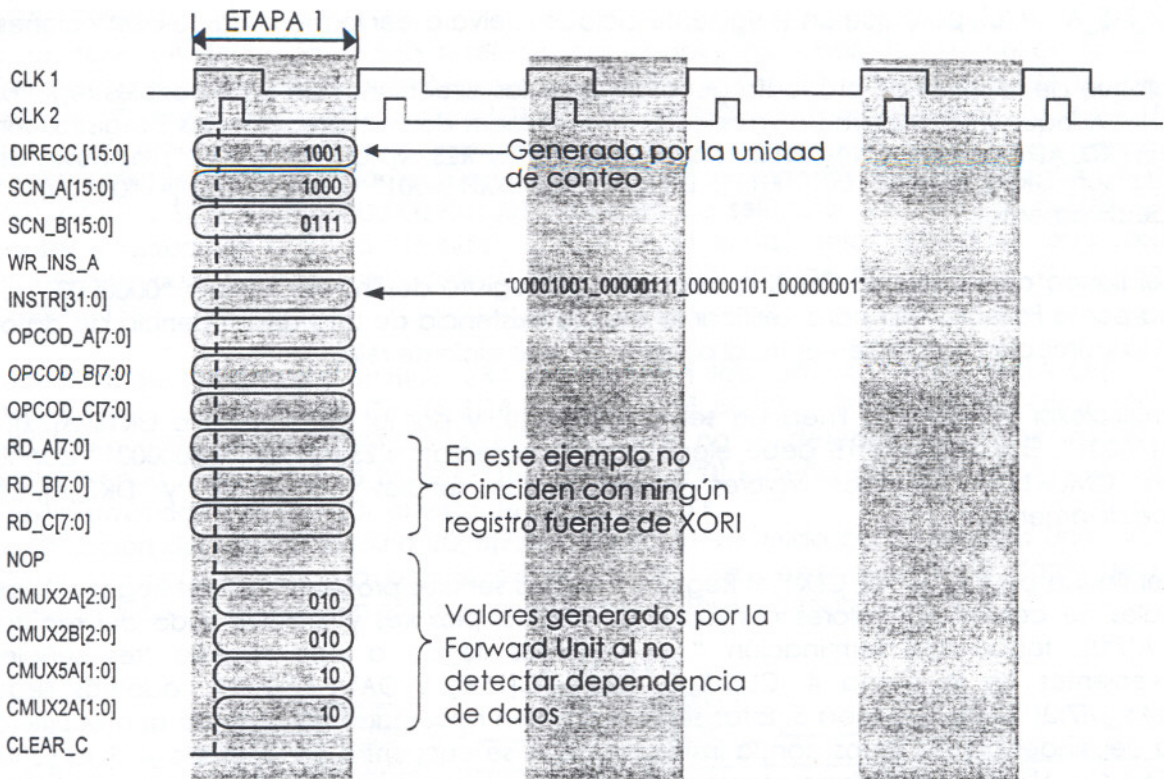 ETAPA 1
CLK 1
CLK 2
DIRECC [15:0] 1001 Generada por la unidad
de conteo
SCN_A[15:0] 1000
SCN_B[15:0] 0111
WR_INS_A
INSTR[31:0] "00001001_00000111_00000101_00000001"
OPCOD_A[7:0]
OPCOD_B[7:0]
OPCOD_C[7:0]
RD_A[7:0]
RD_B[7:0]
RD_C[7:0]
En este ejemplo no
coinciden con ningún
registro fuente de XORI
NOP
CMUX2A[2:0] 010
CMUX2B[2:0] 010
CMUX5A[1:0] 10
CMUX2A[1:0] 10
Valores generados por la
Forward Unit al no
detectar dependencia
de datos
CLEAR_C